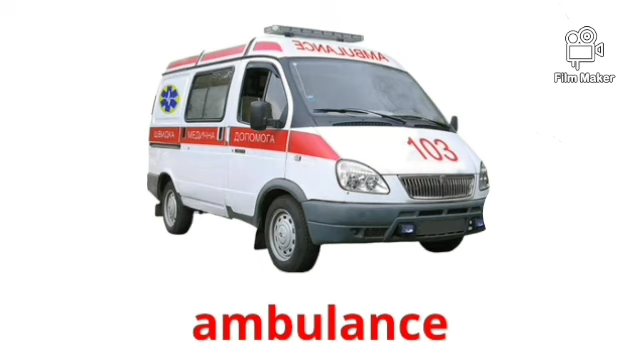 AMBULANCE
Film Maker
ШВИДКА МЕДИЧНА ДОПОМОГА
103
ambulance